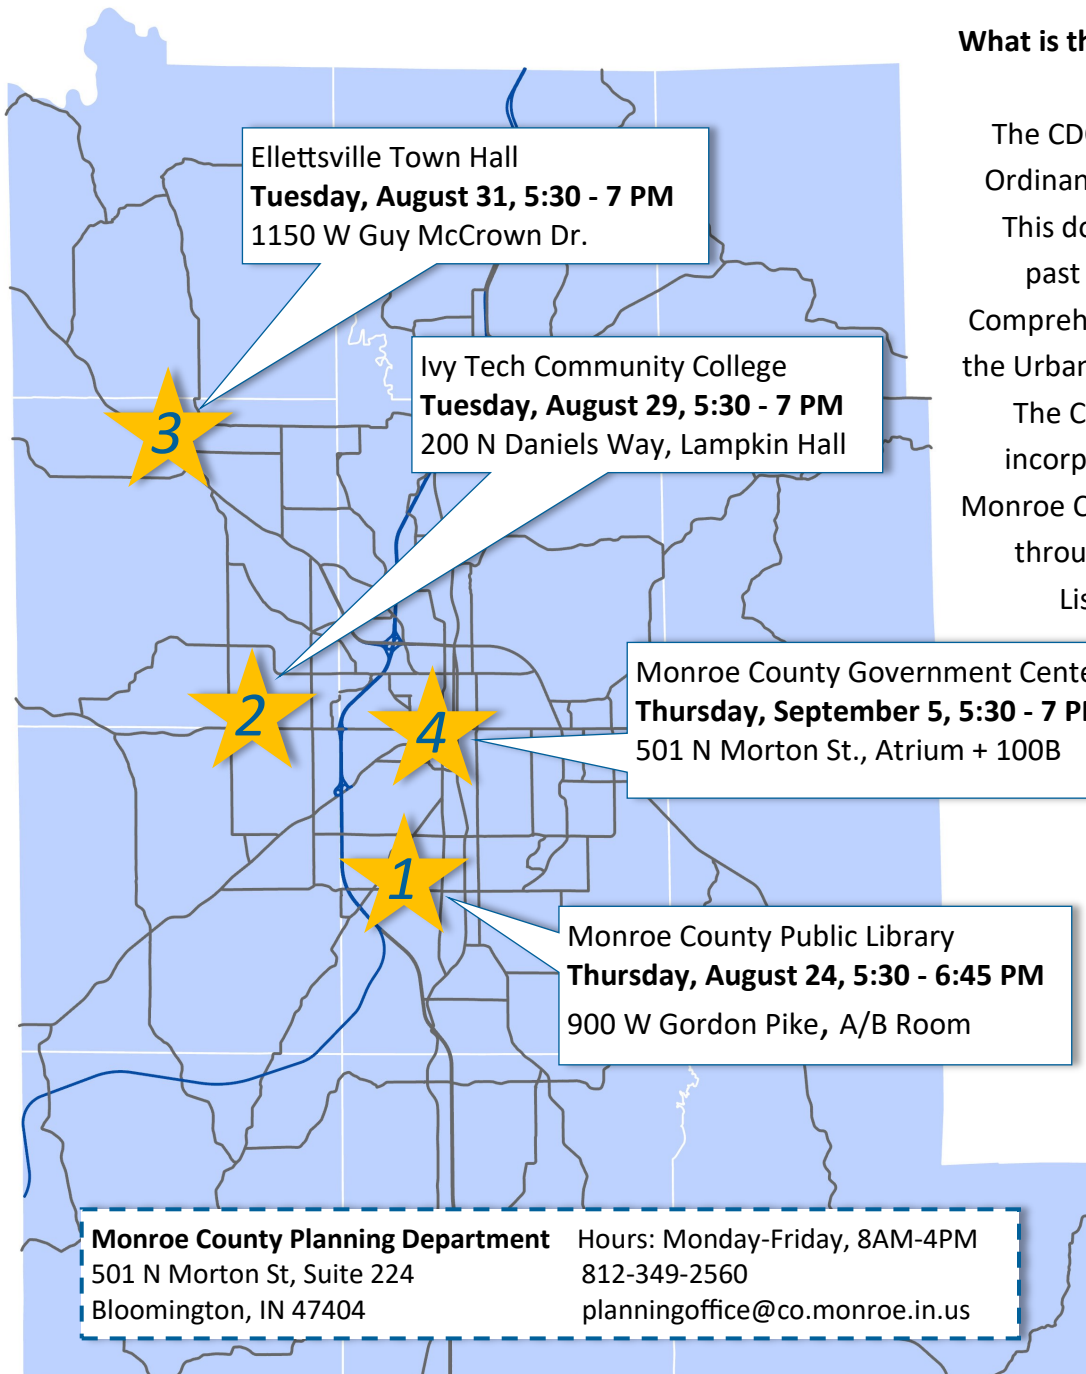 What is th
The CD
Ordinan
This do
past
Compreh
the Urban
The C
incorp
Monroe C
throu
Lis
Ellettsville Town Hall
Tuesday, August 31, 5:30 - 7 PM
1150 W Guy McCrown Dr.
Ivy Tech Community College
Tuesday, August 29, 5:30 - 7 PM
200 N Daniels Way, Lampkin Hall
3
2
4
1
Monroe County Government Cente
Thursday, September 5, 5:30 - 7 P
501 N Morton St., Atrium + 100B
Monroe County Public Library
Thursday, August 24, 5:30 - 6:45 PM
900 W Gordon Pike, A/B Room
Monroe County Planning Department Hours: Monday-Friday, 8AM-4PM
501 N Morton St, Suite 224 812-349-2560
Bloomington, IN 47404 planningoffice@co.monroe.in.us